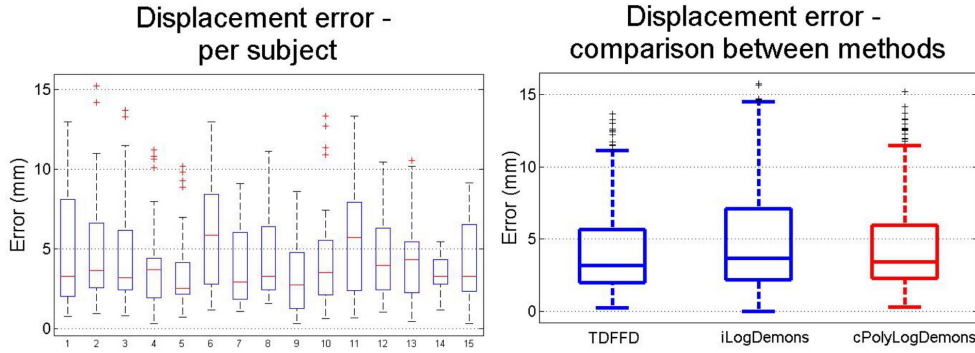 Displacement error -
per subject
Error (mm)
15
10
5
0
1 2 3 4 5 6 7 8 9 10 11 12 13 14 15
Displacement error -
comparison between methods
Error (mm)
15
10
5
0
TDFFD iLogDemons cPolyLogDemons